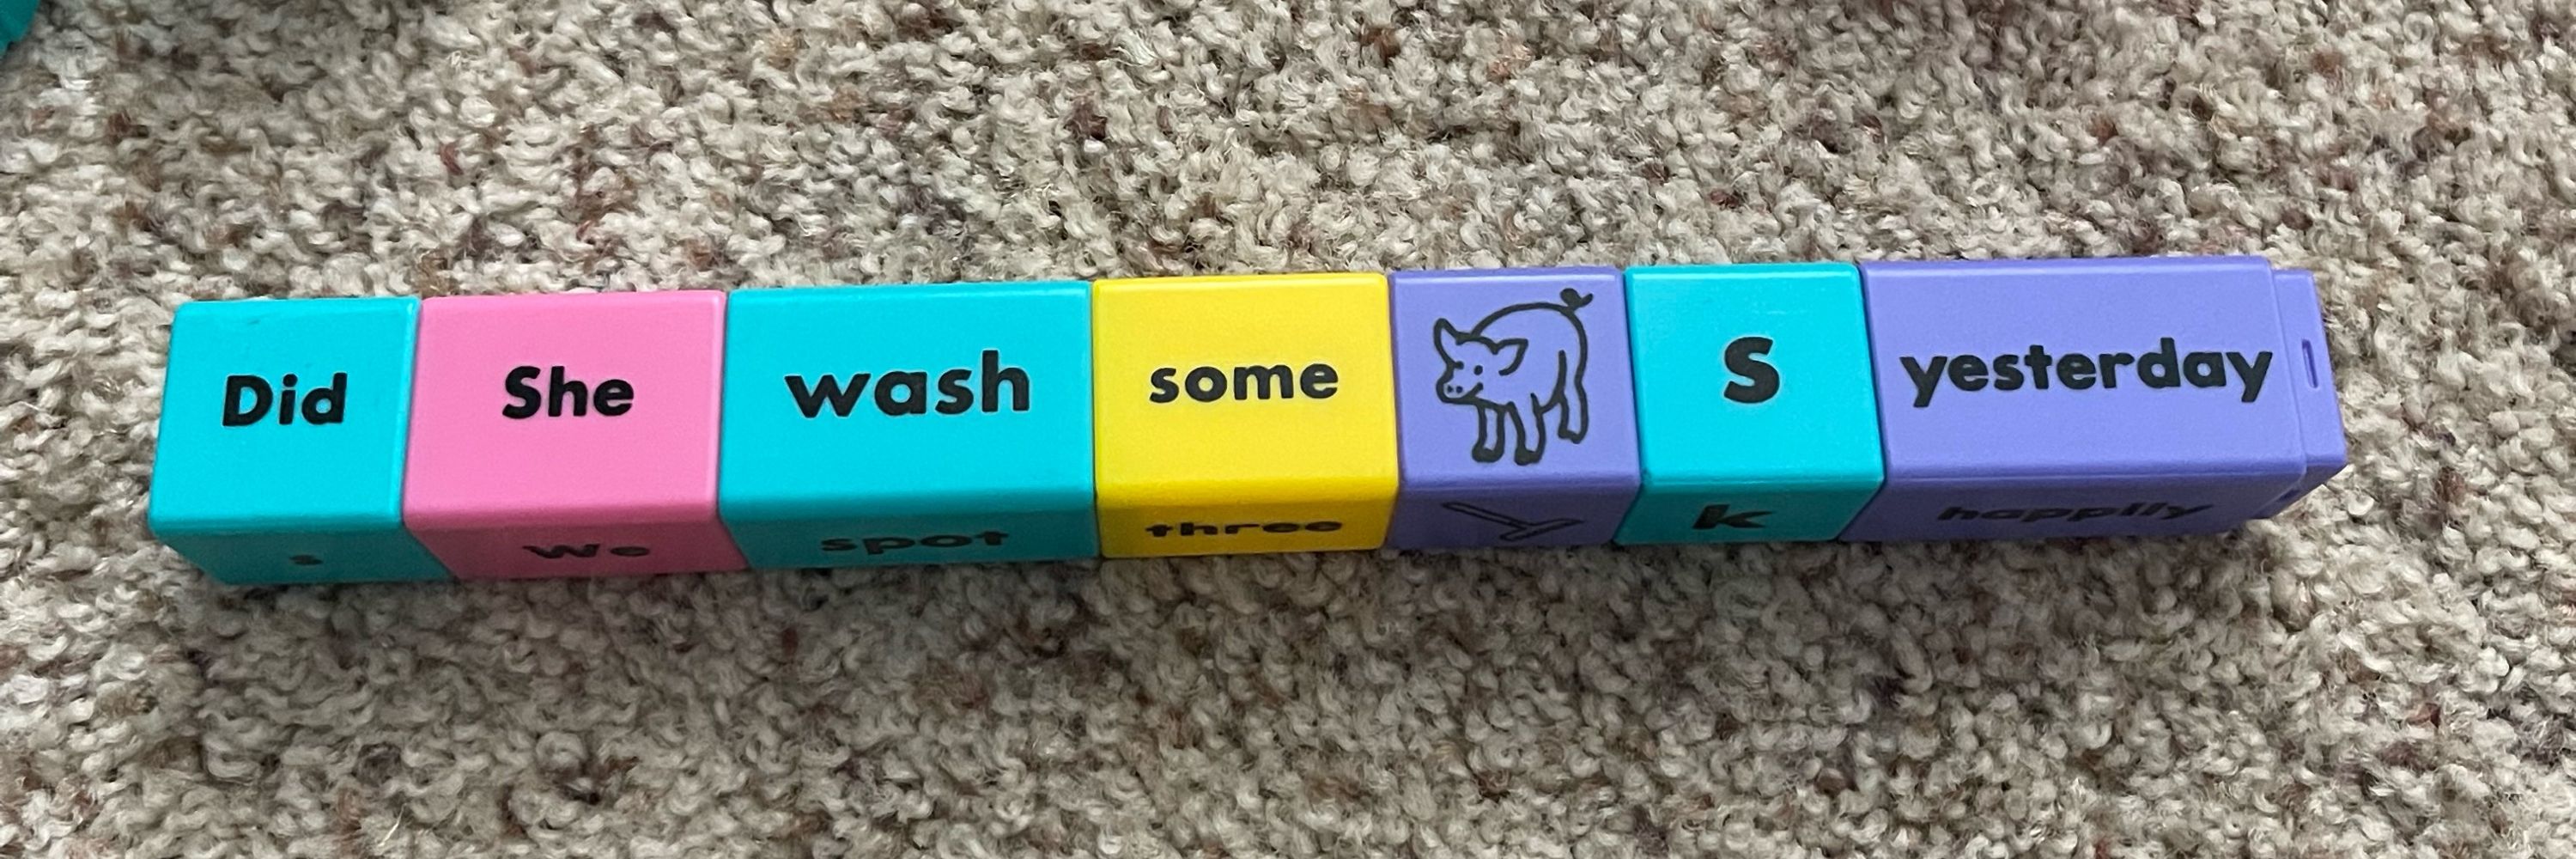 Did She wash some S yesterday
s We spot three k happily